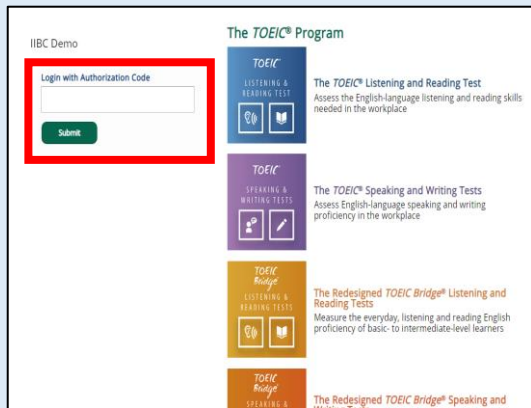 IIBC Demo
Login with Authorization Code
Submit
The TOEIC® Program
TOEIC
LISTENING &
READING TEST
The TOEIC® Listening and Reading Test
Assess the English-language listening and reading skills
needed in the workplace
TOEIC
SPEAKING &
WRITING TESTS
The TOEIC® Speaking and Writing Tests
Assess English-language speaking and writing
proficiency in the workplace
TOEIC
Bridge
LISTENING &
READING TESTS
The Redesigned TOEIC Bridge® Listening and
Reading Tests
Measure the everyday, listening and reading English
proficiency of basic- to intermediate-level learners
TOEIC
Bridge
SPEAKING &
The Redesigned TOEIC Bridge® Speaking and
Writing Tests